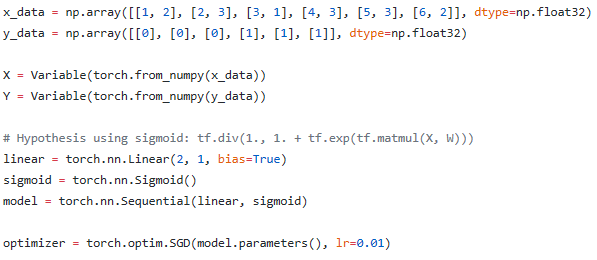 x_data = np.array([[1, 2], [2, 3], [3, 1], [4, 3], [5, 3], [6, 2]], dtype=np.float32)
y_data = np.array([[0], [0], [0], [1], [1], [1]], dtype=np.float32)
X = Variable(torch.from_numpy(x_data))
Y = Variable(torch.from_numpy(y_data))
# Hypothesis using sigmoid: tf.div(1., 1. + tf.exp(tf.matmul(X, W)))
linear = torch.nn.Linear(2, 1, bias=True)
sigmoid = torch.nn.Sigmoid()
model = torch.nn.Sequential(linear, sigmoid)
optimizer = torch.optim.SGD(model.parameters(), lr=0.01)